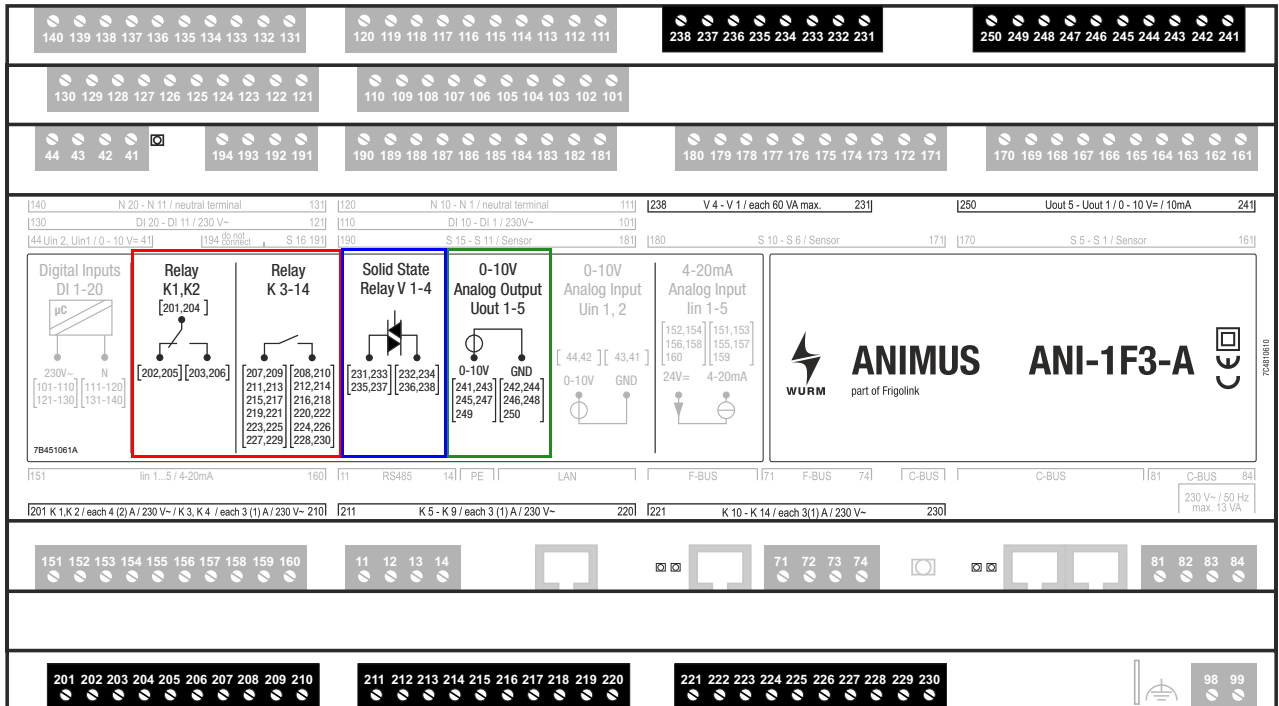 140 139 138 137 136 135 134 133 132 131
120 119 118 117 116 115 114 113 112 111
238 237 236 235 234 233 232 231
250 249 248 247 246 245 244 243 242 241
130 129 128 127 126 125 124 123 122 121
110 109 108 107 106 105 104 103 102 101
44 43 42 41
194 193 192 191
190 189 188 187 186 185 184 183 182 181
180 179 178 177 176 175 174 173 172 171
170 169 168 167 166 165 164 163 162 161
140 N 20 - N 11 / neutral terminal 131
120 N 10 - N 1 / neutral terminal 111
238 V 4 - V 1 / each 60 VA max. 231
250 Uout 5 - Uout 1 / 0 - 10 V= / 10mA 241
130 DI 20 - DI 11 / 230 V~ 121
110 DI 10 - DI 1 / 230V~ 101
44 Uin 2, Uin1 / 0 - 10 V= 41
194 do not connect S 16 191
190 S 15 - S 11 / Sensor 181
180 S 10 - S 6 / Sensor 171
170 S 5 - S 1 / Sensor 161
Digital Inputs
DI 1-20
µC
230V~ N
[101-110] [111-120]
[121-130] [131-140]
7B451061A
Relay
K1,K2
[201,204]
[202,205] [203,206]
Relay
K 3-14
[207,209] [208,210]
211,213 212,214
215,217 216,218
219,221 220,222
223,225 224,226
227,229 228,230
Solid State
Relay V 1-4
[231,233] [232,234]
[235,237] [236,238]
0-10V
Analog Output
Uout 1-5
0-10V GND
[241,243] [242,244]
245,247 246,248
249 250
0-10V
Analog Input
Uin 1, 2
[ 44,42 ] [ 43,41 ]
0-10V GND
4-20mA
Analog Input
Iin 1-5
[152,154] [151,153]
156,158 155,157
160 159
24V= 4-20mA
WURM
ANIMUS
part of Frigolink
ANI-1F3-A
CE
7C4810610
151 Iin 1...5 / 4-20mA 160
11 RS485 14
PE
LAN
F-BUS
71 F-BUS 74
C-BUS
C-BUS
81 C-BUS 84
230 V~ / 50 Hz
max. 13 VA
201 K 1,K 2 / each 4 (2) A / 230 V~ / K 3, K 4 / each 3 (1) A / 230 V~ 210
211 K 5 - K 9 / each 3 (1) A / 230 V~ 220
221 K 10 - K 14 / each 3(1) A / 230 V~ 230
151 152 153 154 155 156 157 158 159 160
11 12 13 14
71 72 73 74
81 82 83 84
201 202 203 204 205 206 207 208 209 210
211 212 213 214 215 216 217 218 219 220
221 222 223 224 225 226 227 228 229 230
98 99